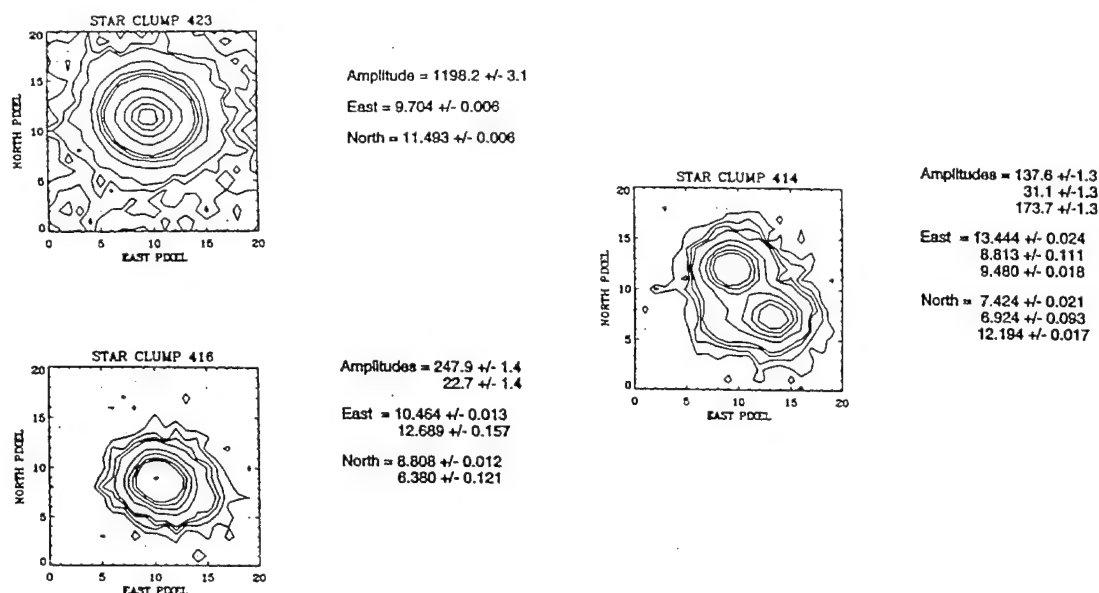 STAR CLUMP 423
20
15
10
5
0
NORTH PIXEL
0 5 10 15 20
EAST PIXEL
Amplitude = 1198.2 +/- 3.1
East = 9.704 +/- 0.006
North = 11.493 +/- 0.006
STAR CLUMP 414
20
15
10
5
0
NORTH PIXEL
0 5 10 15 20
EAST PIXEL
Amplitudes = 137.6 +/-1.3
31.1 +/-1.3
173.7 +/-1.3
East = 13.444 +/- 0.024
8.813 +/- 0.111
9.480 +/- 0.018
North = 7.424 +/- 0.021
6.924 +/- 0.093
12.194 +/- 0.017
STAR CLUMP 416
20
15
10
5
0
NORTH PIXEL
0 5 10 15 20
EAST PIXEL
Amplitudes = 247.9 +/- 1.4
22.7 +/- 1.4
East = 10.464 +/- 0.013
12.689 +/- 0.157
North = 8.808 +/- 0.012
6.380 +/- 0.121